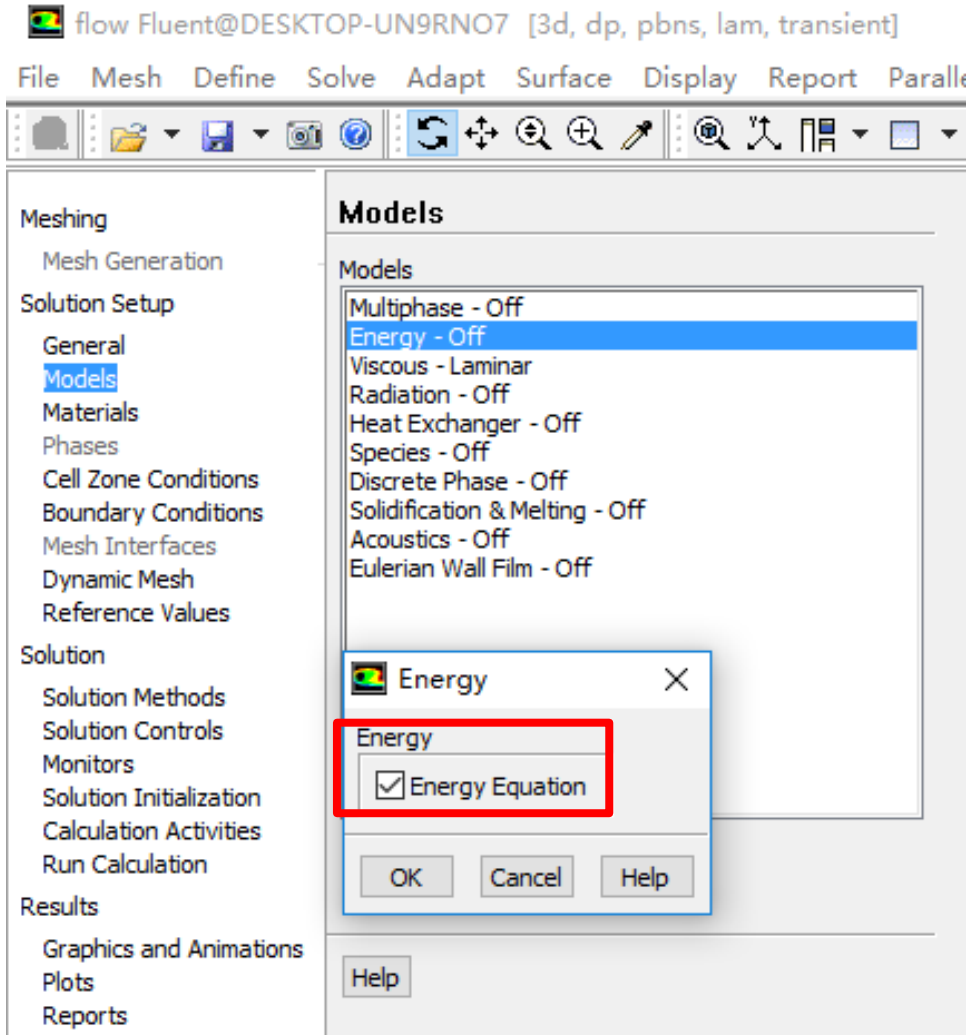 flow Fluent@DESKTOP-UN9RNO7 [3d, dp, pbns, lam, transient]
File Mesh Define Solve Adapt Surface Display Report Paralle
Meshing
Mesh Generation
Solution Setup
General
Models
Materials
Phases
Cell Zone Conditions
Boundary Conditions
Mesh Interfaces
Dynamic Mesh
Reference Values
Solution
Solution Methods
Solution Controls
Monitors
Solution Initialization
Calculation Activities
Run Calculation
Results
Graphics and Animations
Plots
Reports
Models
Models
Multiphase - Off
Energy - Off
Viscous - Laminar
Radiation - Off
Heat Exchanger - Off
Species - Off
Discrete Phase - Off
Solidification & Melting - Off
Acoustics - Off
Eulerian Wall Film - Off
Energy
Energy
Energy Equation
OK Cancel Help
Help